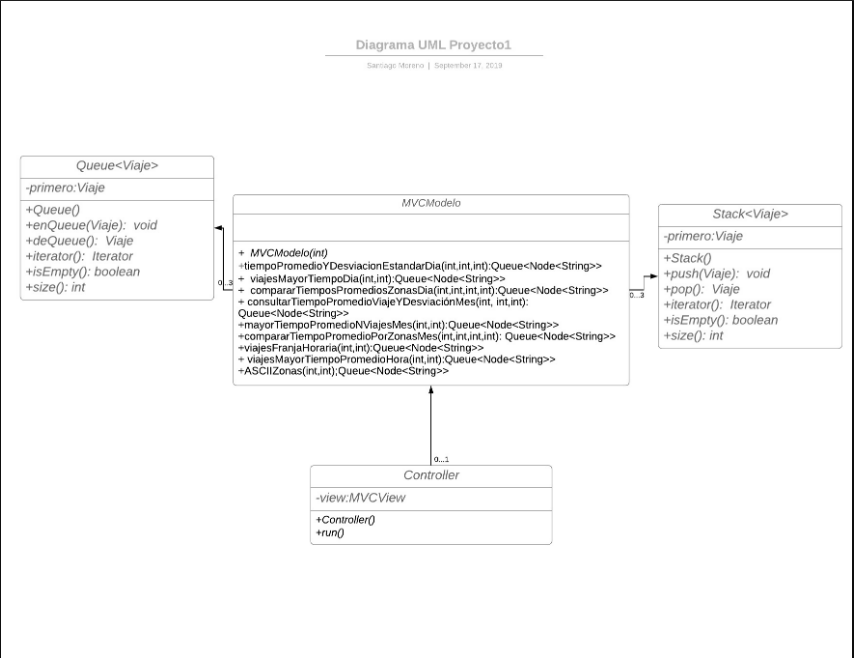 Diagrama UML Proyecto1
Santiago Moreno | September 17, 2019
Queue<Viaje>
-primero:Viaje
+Queue()
+enQueue(Viaje): void
+deQueue(): Viaje
+iterator(): Iterator
+isEmpty(): boolean
+size(): int
0...3
MVCModelo
+ MVCModelo(int)
+tiempoPromedioYDesviacionEstandarDia(int,int,int):Queue<Node<String>>
+ viajesMayorTiempoDia(int,int):Queue<Node<String>>
+ compararTiemposPromediosZonasDia(int,int,int,int):Queue<Node<String>>
+ consultarTiempoPromedioViajeYDesviaciónMes(int, int,int):
Queue<Node<String>>
+mayorTiempoPromedioNViajesMes(int,int):Queue<Node<String>>
+compararTiempoPromedioPorZonasMes(int,int,int,int): Queue<Node<String>>
+viajesFranjaHoraria(int,int):Queue<Node<String>>
+ viajesMayorTiempoPromedioHora(int,int):Queue<Node<String>>
+ASCIIZonas(int,int);Queue<Node<String>>
0...3
Stack<Viaje>
-primero:Viaje
+Stack()
+push(Viaje): void
+pop(): Viaje
+iterator(): Iterator
+isEmpty(): boolean
+size(): int
0...1
Controller
-view:MVCView
+Controller()
+run()